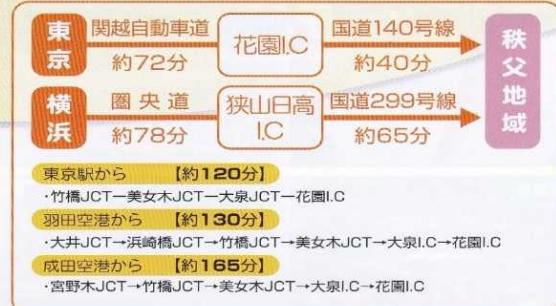 東京 関越自動車道 花園I.C 国道140号線 秩父地域
約72分 約40分
横浜 圏央道 狭山日高I.C 国道299号線
約78分 約65分
東京駅から 【約120分】
・竹橋JCT―美女木JCT―大泉JCT―花園I.C
羽田空港から 【約130分】
・大井JCT→浜崎橋JCT→竹橋JCT→美女木JCT→大泉I.C→花園I.C
成田空港から 【約165分】
・宮野木JCT→竹橋JCT→美女木JCT→大泉I.C→花園I.C